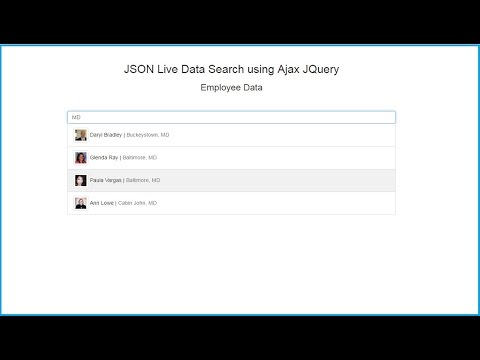 JSON Live Data Search using Ajax JQuery
Employee Data
MD
Daryl Bradley | Buckeystown, MD
Glenda Ray | Baltimore, MD
Paula Vargas | Baltimore, MD
Ann Lowe | Cabin John, MD